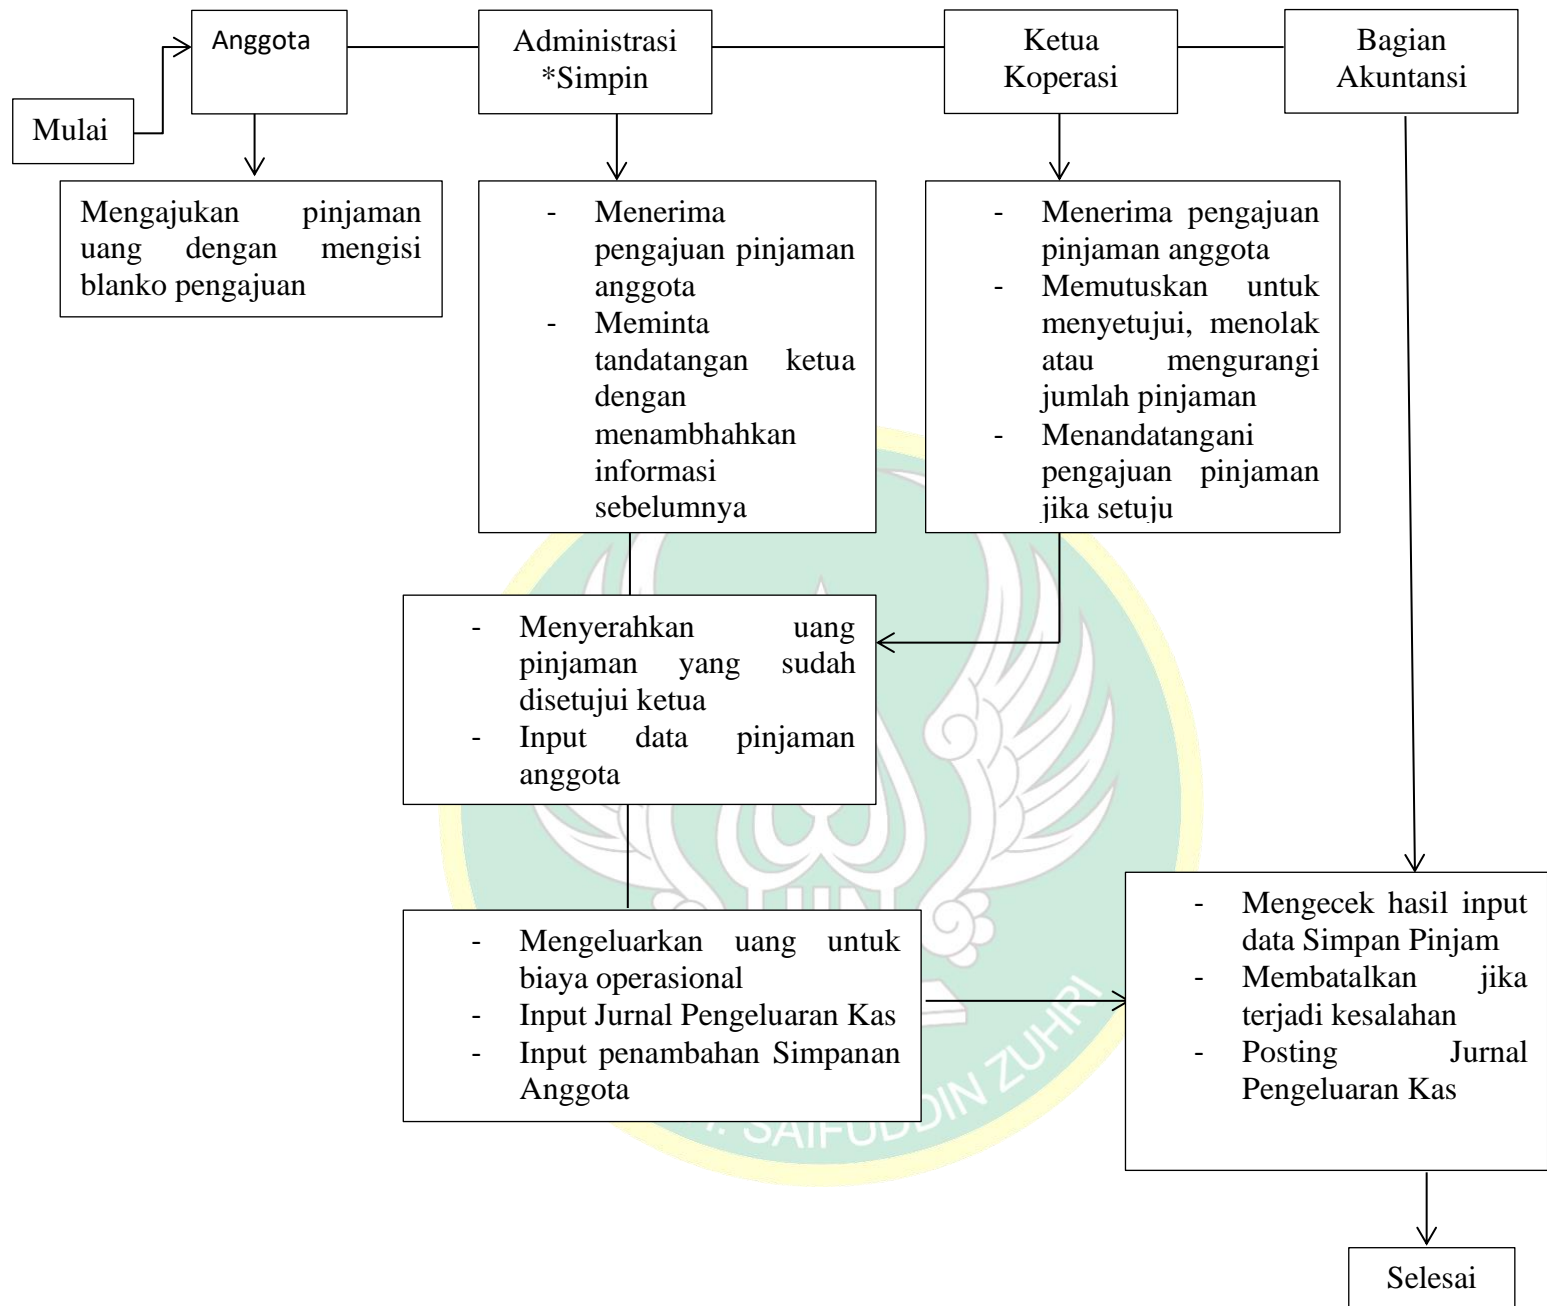 Anggota
Administrasi
*Simpin
Ketua
Koperasi
Bagian
Akuntansi
Mulai
Mengajukan pinjaman
uang dengan mengisi
blanko pengajuan
- Menerima
pengajuan pinjaman
anggota
- Meminta
tandatangan ketua
dengan
menambhahkan
informasi
sebelumnya
- Menerima pengajuan
pinjaman anggota
- Memutuskan untuk
menyetujui, menolak
atau mengurangi
jumlah pinjaman
- Menandatangani
pengajuan pinjaman
jika setuju
- Menyerahkan uang
pinjaman yang sudah
disetujui ketua
- Input data pinjaman
anggota
- Mengeluarkan uang untuk
biaya operasional
- Input Jurnal Pengeluaran Kas
- Input penambahan Simpanan
Anggota
- Mengecek hasil input
data Simpan Pinjam
- Membatalkan jika
terjadi kesalahan
- Posting Jurnal
Pengeluaran Kas
SAIFUDDIN ZUHRI
Selesai